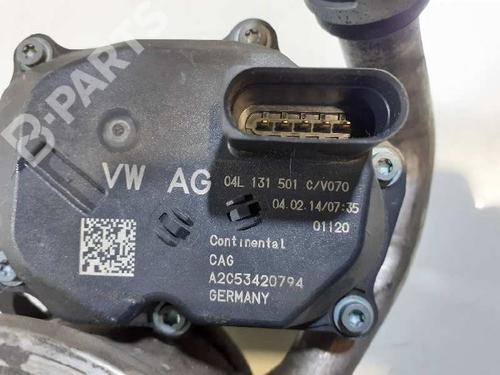 B-PARTS
VW AG 04L 131 501 C/V070
04.02.14/07:35
01120
Continental
CAG
A2C53420794
GERMANY